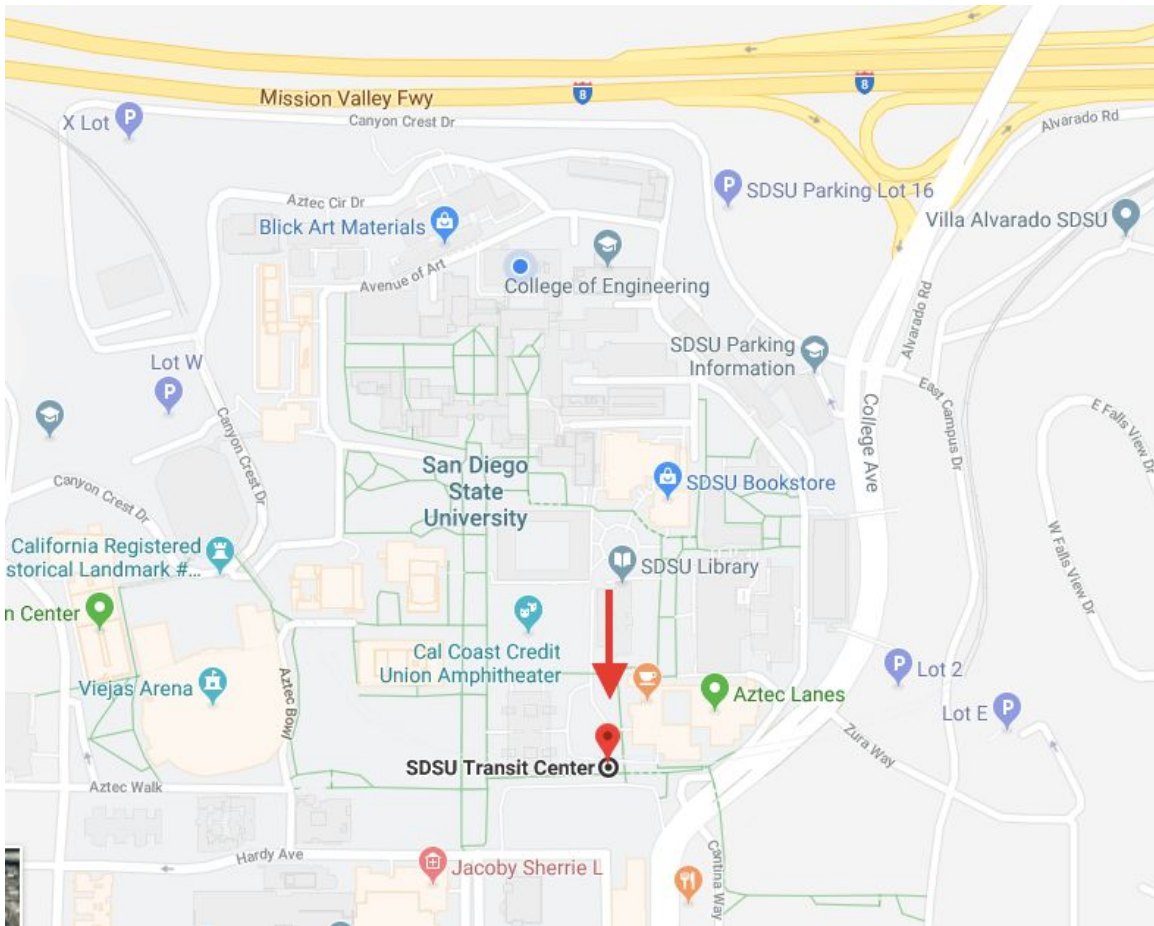 8
8
Mission Valley Fwy
X Lot
Canyon Crest Dr
Alvarado Rd
SDSU Parking Lot 16
Aztec Cir Dr
Blick Art Materials
Villa Alvarado SDSU
Avenue of Art
College of Engineering
Alvarado Rd
SDSU Parking
Information
Lot W
East Campus Dr
College Ave
E Falls View Dr
Canyon Crest Dr
San Diego
State
University
SDSU Bookstore
Canyon Crest Dr
W Falls View Dr
California Registered
storical Landmark #...
SDSU Library
n Center
Cal Coast Credit
Union Amphitheater
Viejas Arena
Aztec Bowl
Aztec Lanes
Lot 2
Lot E
Zura Way
SDSU Transit Center
Aztec Walk
Hardy Ave
Jacoby Sherrie L
Cantina Way
P
P
P
P
P